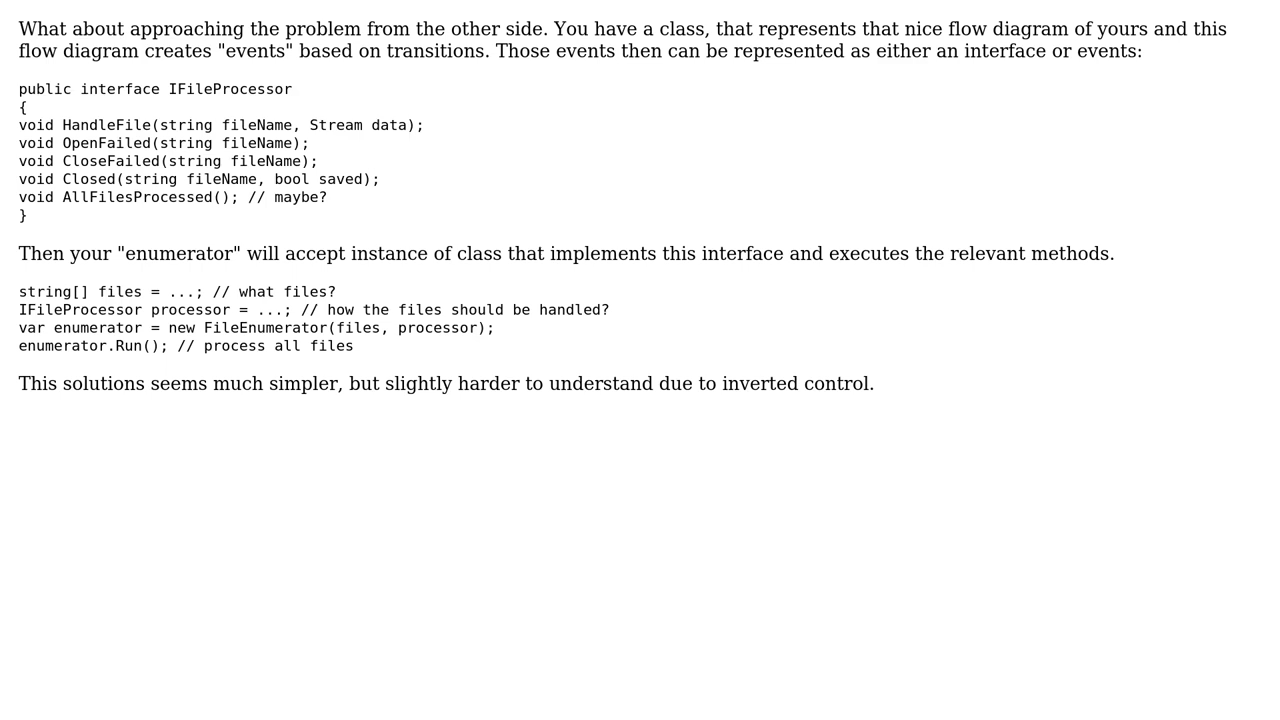 What about approaching the problem from the other side. You have a class, that represents that nice flow diagram of yours and this
flow diagram creates "events" based on transitions. Those events then can be represented as either an interface or events:
public interface IFileProcessor
{
void HandleFile(string fileName, Stream data);
void OpenFailed(string fileName);
void CloseFailed(string fileName);
void Closed(string fileName, bool saved);
void AllFilesProcessed(); // maybe?
}
Then your "enumerator" will accept instance of class that implements this interface and executes the relevant methods.
string[] files = ...; // what files?
IFileProcessor processor = ...; // how the files should be handled?
var enumerator = new FileEnumerator(files, processor);
enumerator.Run(); // process all files
This solutions seems much simpler, but slightly harder to understand due to inverted control.